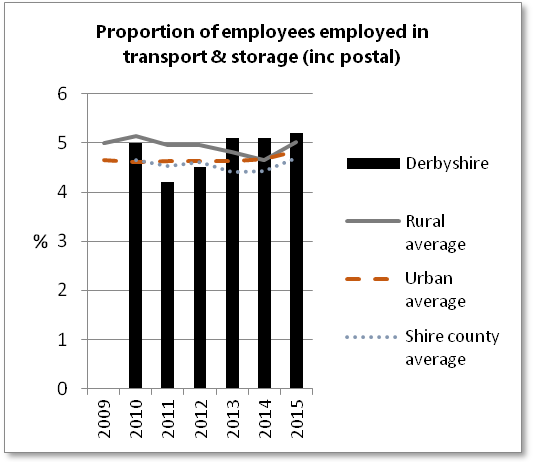 Proportion of employees employed in
transport & storage (inc postal)
6
5
4
3
2
1
0
%
2009
2010
2011
2012
2013
2014
2015
Derbyshire
Rural
average
Urban
average
Shire county
average